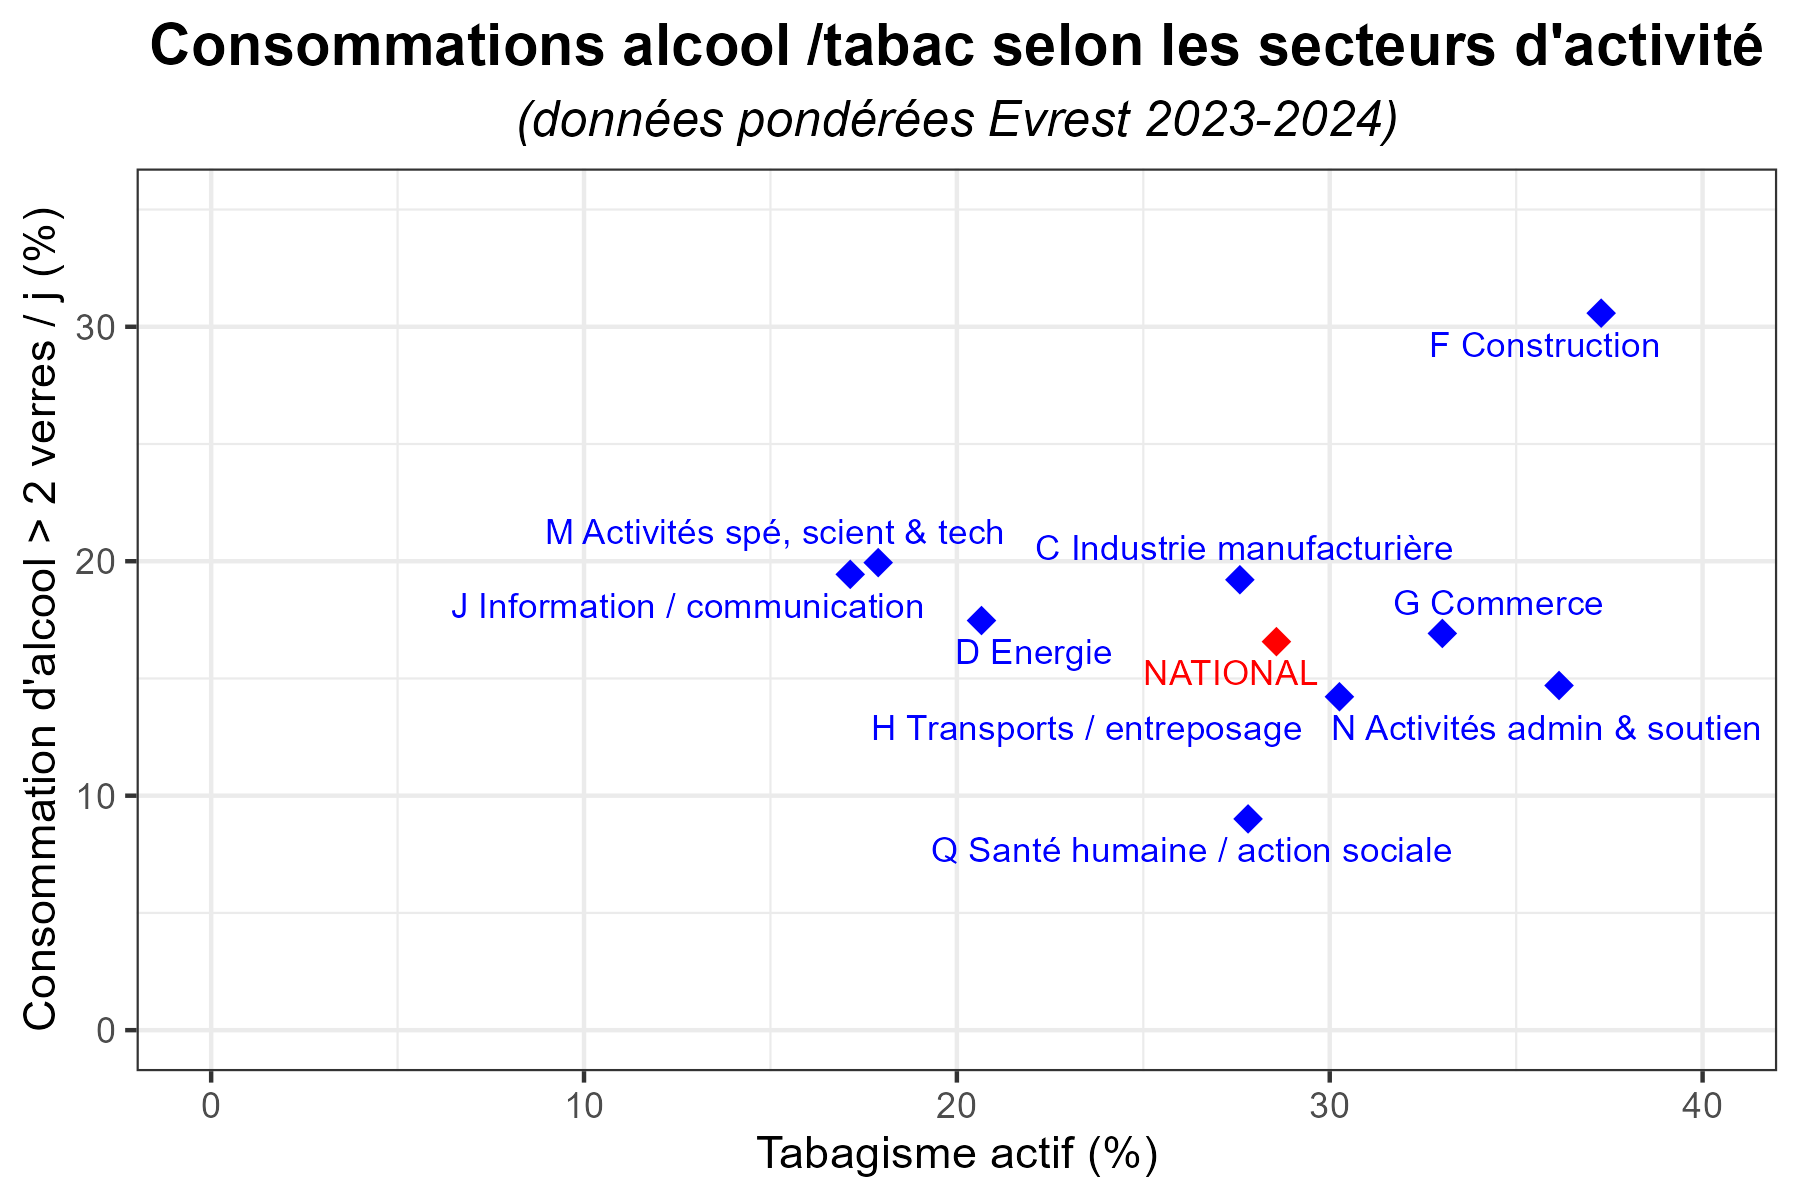 Consommations alcool /tabac selon les secteurs d'activité
(données pondérées Evrest 2023-2024)
Consommation d'alcool > 2 verres / j (%)
30
20
10
0
F Construction
M Activités spé, scient & tech
C Industrie manufacturière
J Information / communication
G Commerce
D Energie
NATIONAL
H Transports / entreposage
N Activités admin & soutien
Q Santé humaine / action sociale
0
10
20
30
40
Tabagisme actif (%)